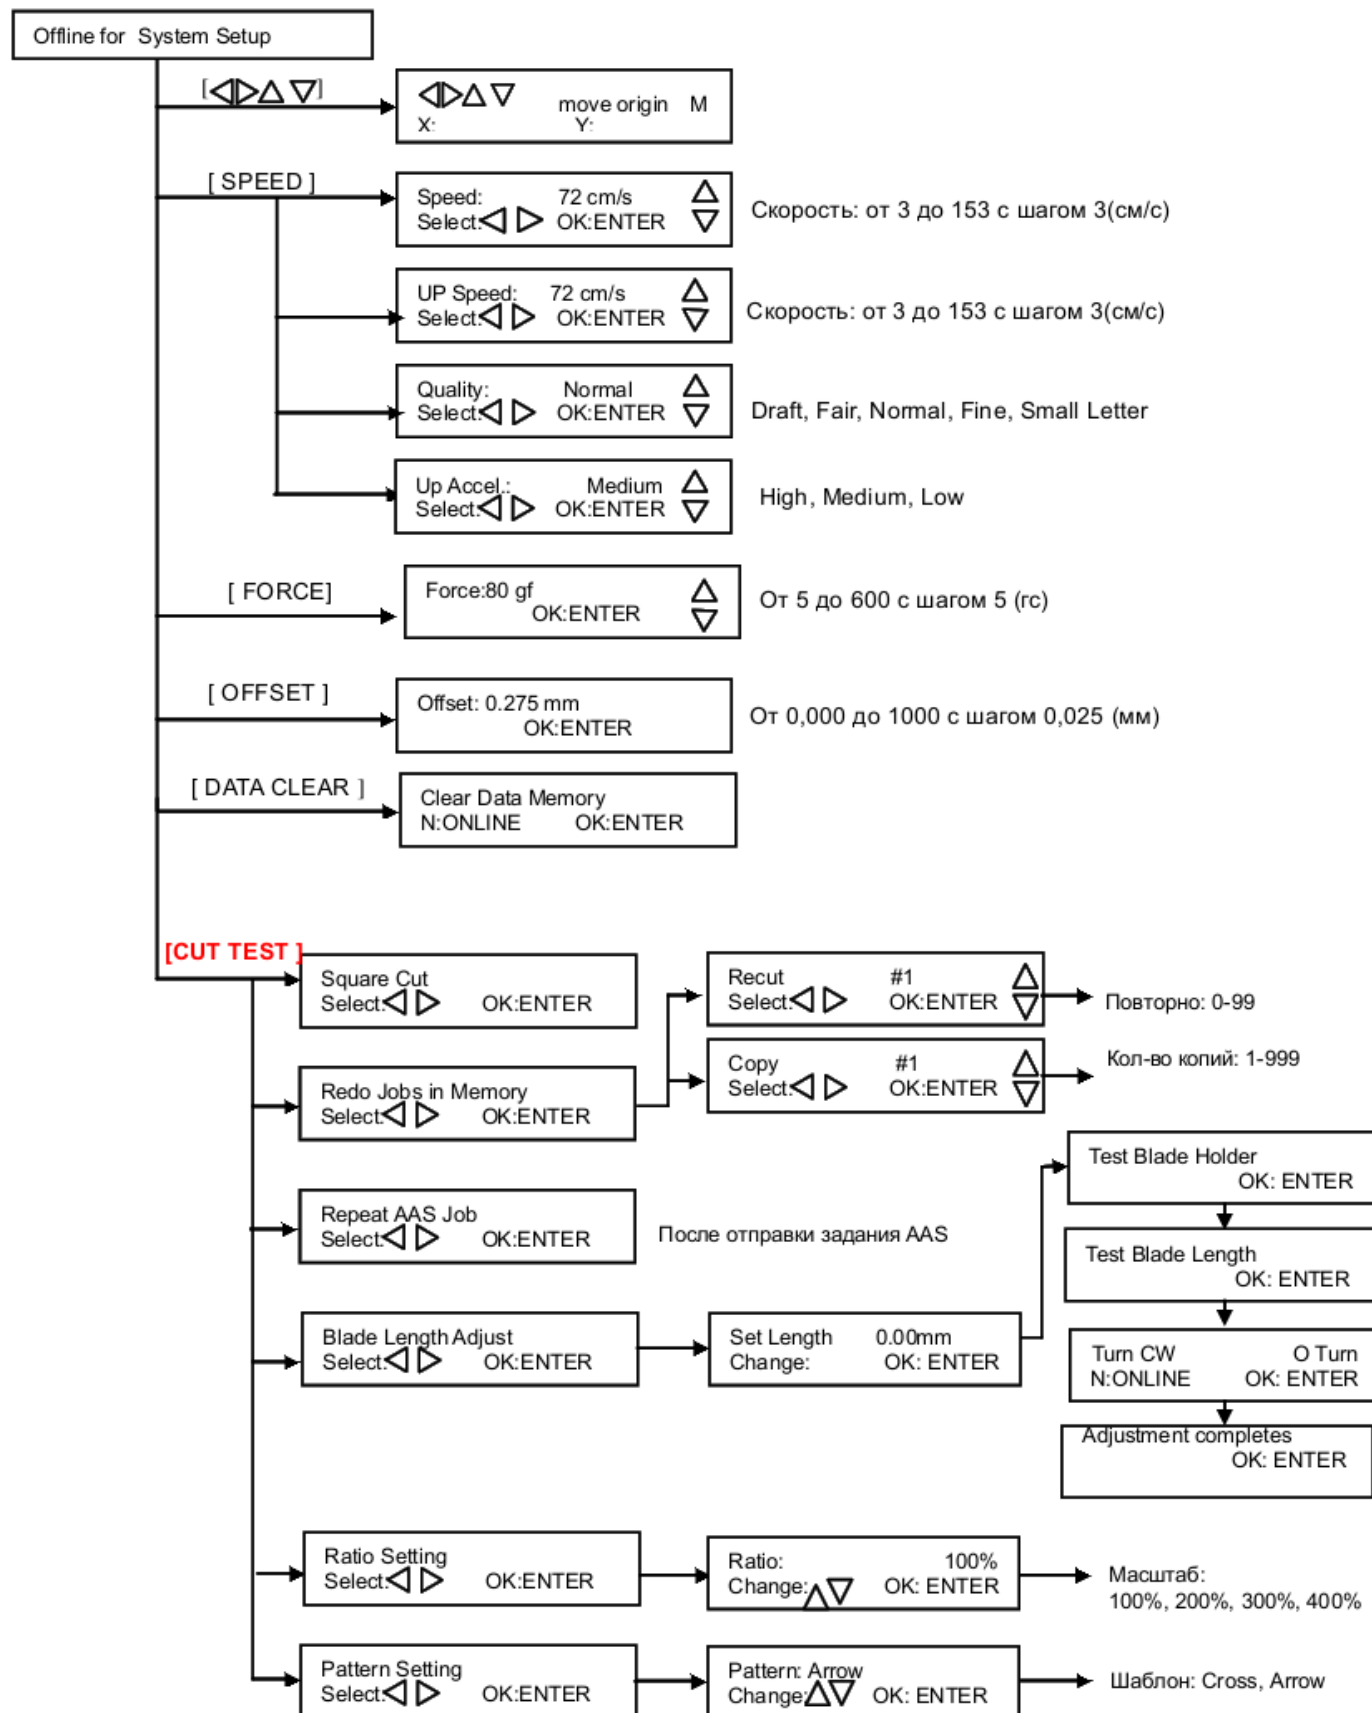 Offline for System Setup
[◁▷△▽]
◁▷△▽ move origin M
X: Y:
[ SPEED ]
Speed: 72 cm/s △
Select:◁ ▷ OK:ENTER ▽
Скорость: от 3 до 153 с шагом 3(см/с)
UP Speed: 72 cm/s △
Select:◁ ▷ OK:ENTER ▽
Скорость: от 3 до 153 с шагом 3(см/с)
Quality: Normal △
Select:◁ ▷ OK:ENTER ▽
Draft, Fair, Normal, Fine, Small Letter
Up Accel.: Medium △
Select:◁ ▷ OK:ENTER ▽
High, Medium, Low
[ FORCE]
Force:80 gf △
OK:ENTER ▽
От 5 до 600 с шагом 5 (гс)
[ OFFSET ]
Offset: 0.275 mm
OK:ENTER
От 0,000 до 1000 с шагом 0,025 (мм)
[ DATA CLEAR ]
Clear Data Memory
N:ONLINE OK:ENTER
[CUT TEST ]
Square Cut
Select:◁ ▷ OK:ENTER
Recut #1 △
Select:◁ ▷ OK:ENTER ▽
Повторно: 0-99
Copy #1 △
Select:◁ ▷ OK:ENTER ▽
Кол-во копий: 1-999
Redo Jobs in Memory
Select:◁ ▷ OK:ENTER
Test Blade Holder
OK: ENTER
Repeat AAS Job
Select:◁ ▷ OK:ENTER
После отправки задания AAS
Test Blade Length
OK: ENTER
Blade Length Adjust
Select:◁ ▷ OK:ENTER
Set Length 0.00mm
Change: OK: ENTER
Turn CW O Turn
N:ONLINE OK: ENTER
Adjustment completes
OK: ENTER
Ratio Setting
Select:◁ ▷ OK:ENTER
Ratio: 100%
Change:△▽ OK: ENTER
Масштаб:
100%, 200%, 300%, 400%
Pattern Setting
Select:◁ ▷ OK:ENTER
Pattern: Arrow
Change:△▽ OK: ENTER
Шаблон: Cross, Arrow